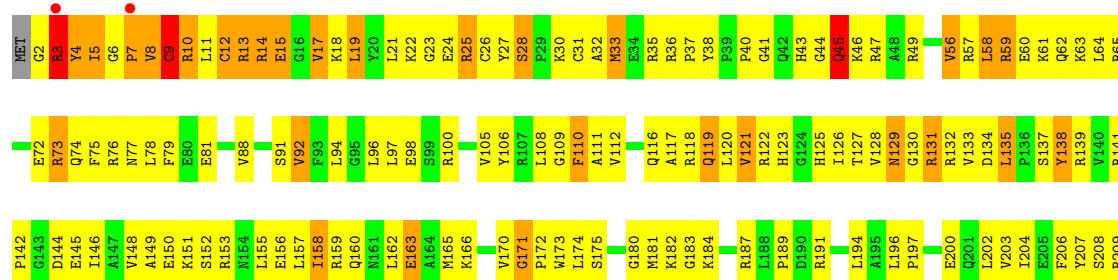 MET G2 R3 Y4 I5 G6 P7 V8 C9 R10 L11 C12 R13 R14 E15 G16 V17 K18 L19 Y20 L21 K22 G23 E24 R25 C26 Y27 S28 P29 K30 C31 A32 M33 E34 R35 R36 P37 Y38 P39 P40 G41 Q42 H43 G44 Q45 K46 R47 A48 R49 V56 R57 L58 R59 E60 K61 Q62 K63 L64 R65
E72 R73 Q74 F75 R76 N77 L78 F79 E80 E81 V88 S91 V92 F93 L94 G95 L96 L97 E98 S99 R100 V105 Y106 R107 L108 G109 F110 A111 V112 Q116 A117 R118 Q119 L120 V121 R122 H123 G124 H125 I126 T127 V128 N129 G130 R131 R132 V133 D134 L135 P136 S137 Y138 R139 V140 R141
P142 G143 D144 E145 I146 A147 V148 A149 E150 K151 S152 R153 N154 L155 E156 L157 I158 R159 Q160 N161 L162 E163 A164 M165 K166 V170 G171 P172 W173 L174 S175 G180 M181 K182 G183 K184 R187 L188 P189 D190 R191 L194 A195 L196 P197 E200 Q201 L202 V203 I204 E205 F206 Y207 S208 R209